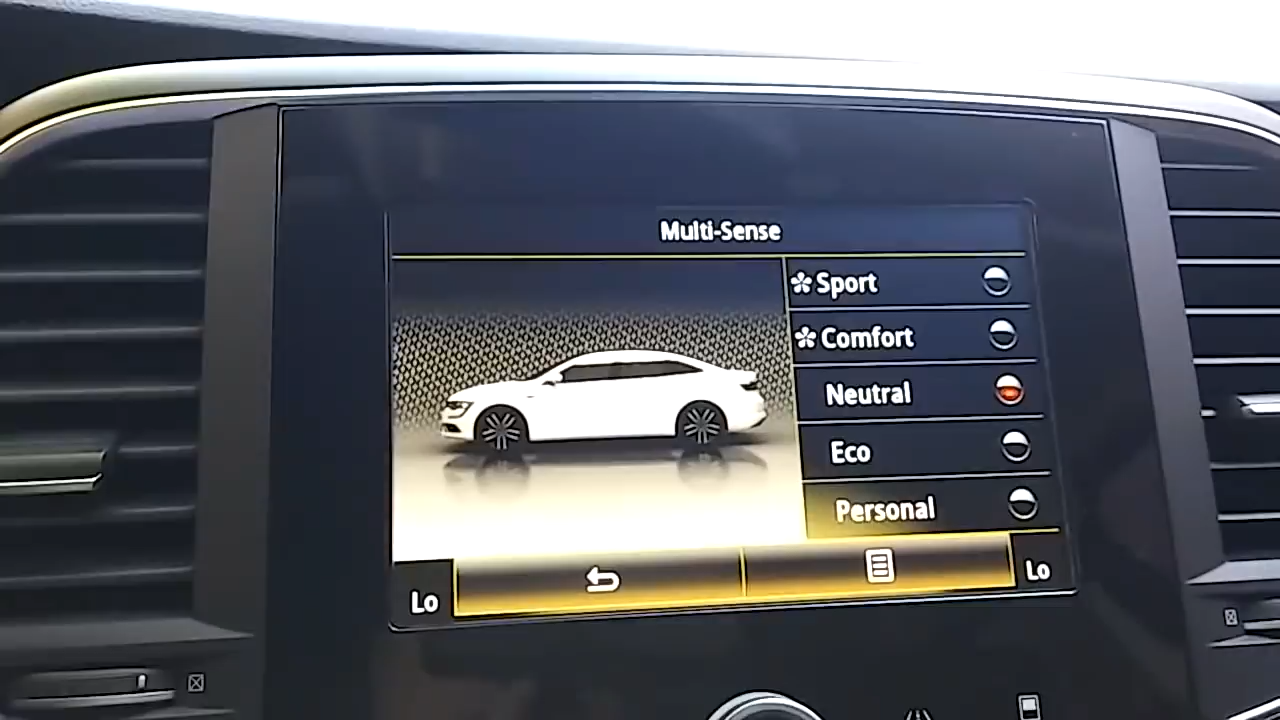 Multi-Sense
Sport
Comfort
Neutral
Eco
Personal
Lo
Lo